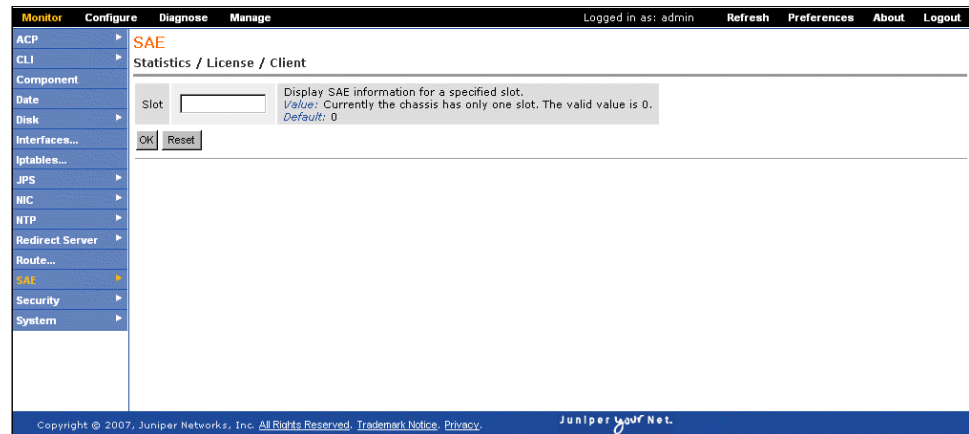 Monitor Configure Diagnose Manage Logged in as: admin Refresh Preferences About Logout
ACP
CLI
Component
Date
Disk
Interfaces...
Iptables...
JPS
NIC
NTP
Redirect Server
Route...
SAE
Security
System
SAE
Statistics / License / Client
Slot
Display SAE information for a specified slot.
Value: Currently the chassis has only one slot. The valid value is 0.
Default: 0
OK Reset
Copyright © 2007, Juniper Networks, Inc. All Rights Reserved. Trademark Notice. Privacy.
Juniper your Net.